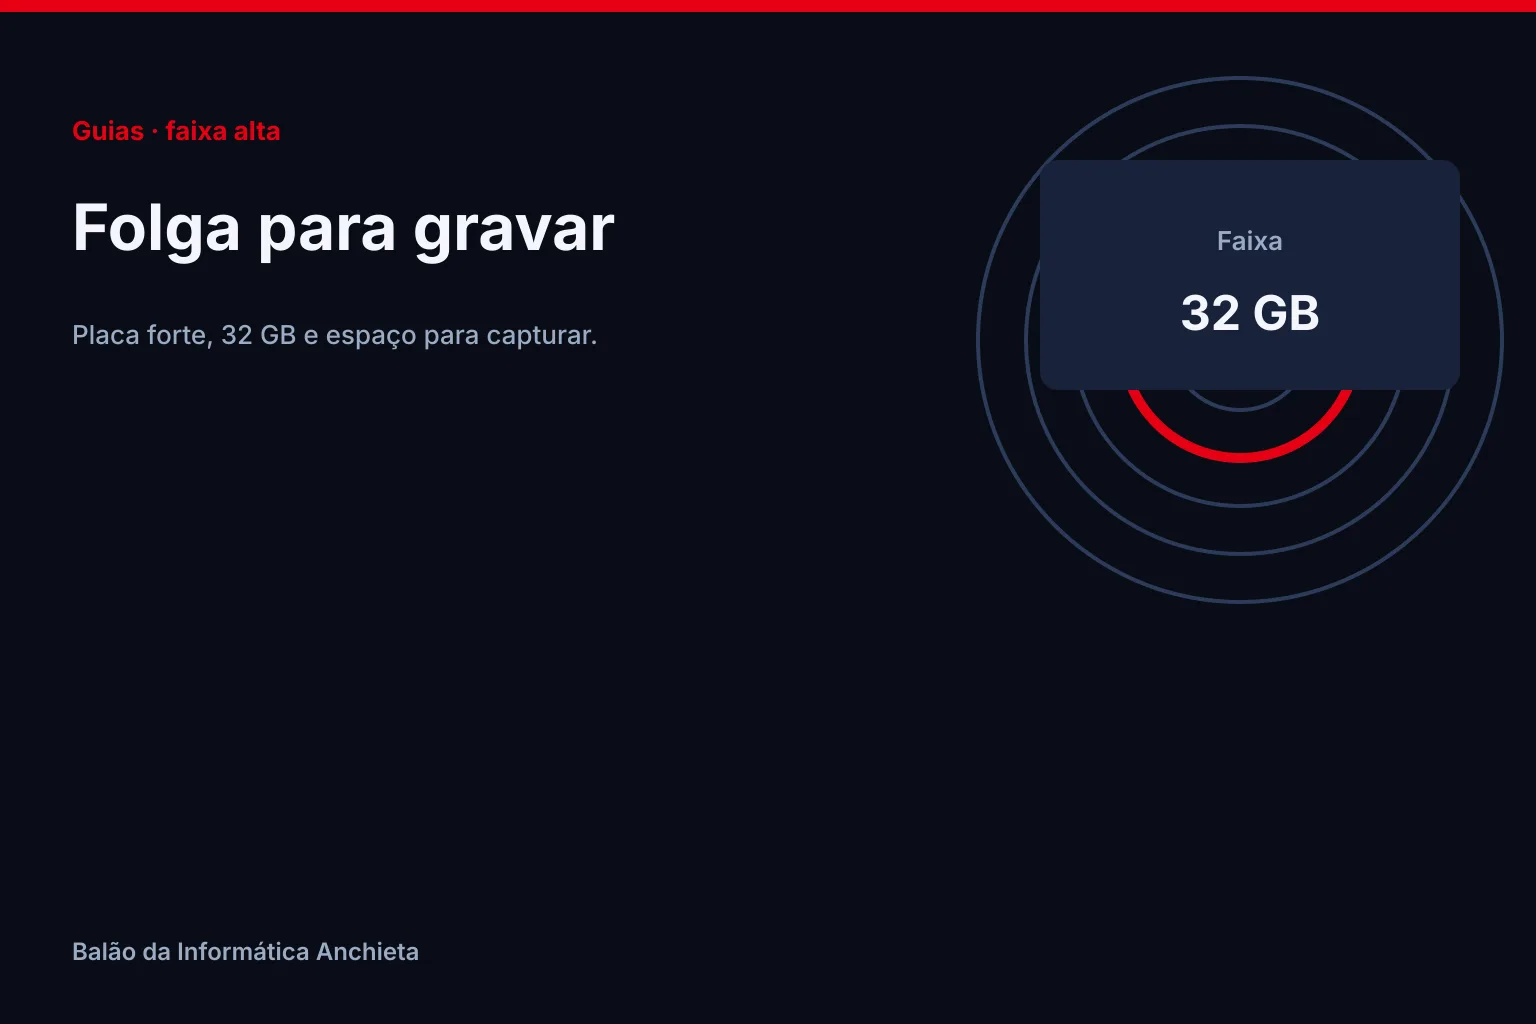 Guias · faixa alta
Folga para gravar
Placa forte, 32 GB e espaço para capturar.
Faixa
32 GB
Balão da Informática Anchieta